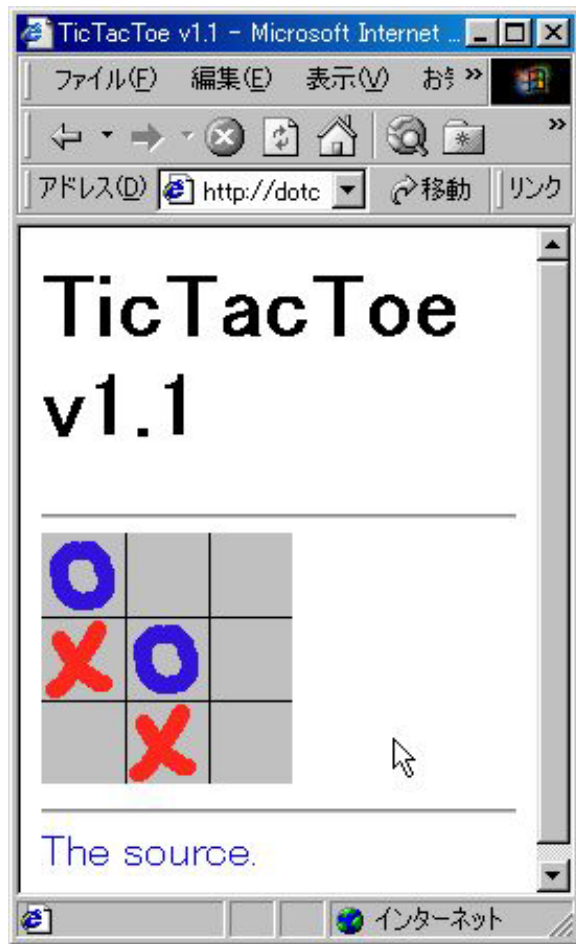 TicTacToe v1.1 - Microsoft Internet ...
ファイル(F) 編集(E) 表示(V) »
»
アドレス(D) http://dotc 移動 リンク
TicTacToe
v1.1
O
X O
X
The source.
インターネット